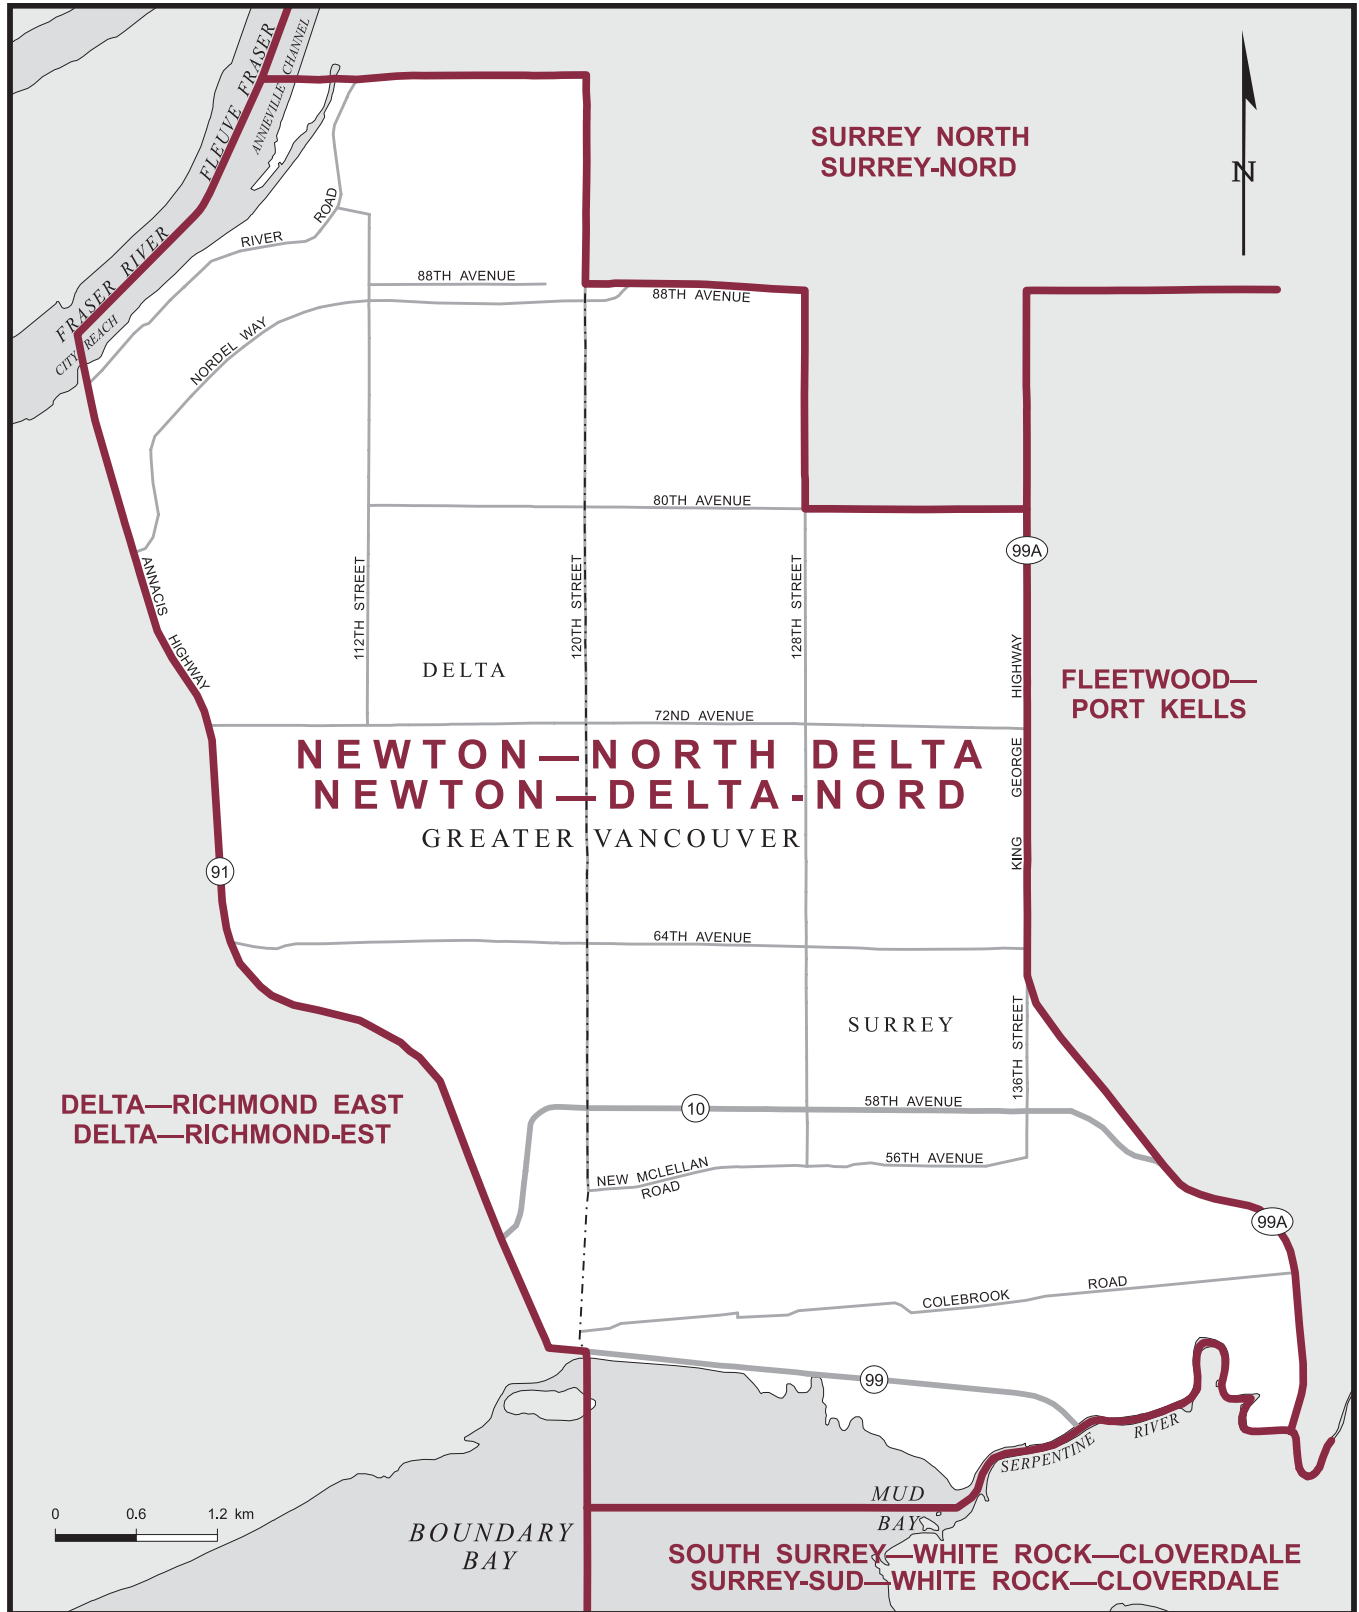 FLEUVE FRASER
ANNIEVILLE CHANNEL
SURREY NORTH
SURREY-NORD
N
FRASER RIVER
CITY REACH
RIVER ROAD
88TH AVENUE
88TH AVENUE
NORDEL WAY
80TH AVENUE
99A
ANNACIS HIGHWAY
112TH STREET
120TH STREET
128TH STREET
KING GEORGE HIGHWAY
DELTA
FLEETWOOD—
PORT KELLS
72ND AVENUE
NEWTON—NORTH DELTA
NEWTON—DELTA-NORD
GREATER VANCOUVER
91
64TH AVENUE
SURREY
136TH STREET
DELTA—RICHMOND EAST
DELTA—RICHMOND-EST
10
58TH AVENUE
56TH AVENUE
NEW MCLELLAN
ROAD
99A
COLEBROOK ROAD
99
SERPENTINE RIVER
MUD
BAY
0 0.6 1.2 km
BOUNDARY
BAY
SOUTH SURREY—WHITE ROCK—CLOVERDALE
SURREY-SUD—WHITE ROCK—CLOVERDALE